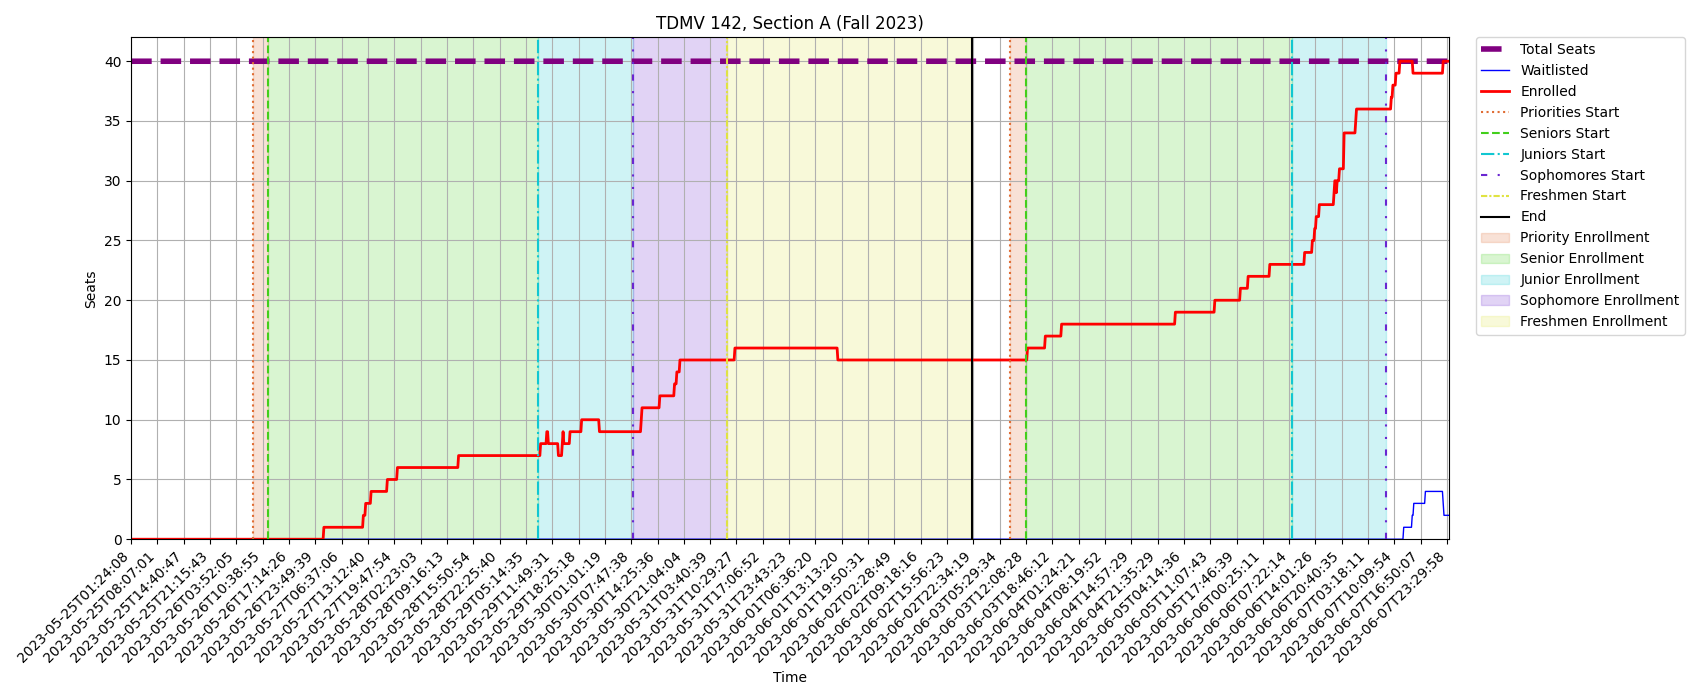 TDMV 142, Section A (Fall 2023)
Seats
40
35
30
25
20
15
10
5
0
2023-05-25T01:24:08
2023-05-25T08:07:01
2023-05-25T14:40:47
2023-05-25T21:15:43
2023-05-26T03:52:05
2023-05-26T10:38:55
2023-05-26T17:14:26
2023-05-26T23:49:39
2023-05-27T06:37:06
2023-05-27T13:12:40
2023-05-27T19:47:54
2023-05-28T02:23:03
2023-05-28T09:16:13
2023-05-28T15:50:54
2023-05-28T22:25:40
2023-05-29T05:14:35
2023-05-29T11:49:31
2023-05-29T18:25:18
2023-05-30T01:01:19
2023-05-30T07:47:38
2023-05-30T14:25:36
2023-05-30T21:04:04
2023-05-31T03:40:39
2023-05-31T10:29:27
2023-05-31T17:06:52
2023-05-31T23:43:23
2023-06-01T06:36:20
2023-06-01T13:13:20
2023-06-01T19:50:31
2023-06-02T02:28:49
2023-06-02T09:18:16
2023-06-02T15:56:23
2023-06-02T22:34:19
2023-06-03T05:29:34
2023-06-03T12:08:28
2023-06-03T18:46:12
2023-06-04T01:24:21
2023-06-04T08:19:52
2023-06-04T14:57:29
2023-06-04T21:35:29
2023-06-05T04:14:36
2023-06-05T11:07:43
2023-06-05T17:46:39
2023-06-06T00:25:11
2023-06-06T07:22:14
2023-06-06T14:01:26
2023-06-06T20:40:35
2023-06-07T03:18:11
2023-06-07T10:09:54
2023-06-07T16:50:07
2023-06-07T23:29:58
Time
Total Seats
Waitlisted
Enrolled
Priorities Start
Seniors Start
Juniors Start
Sophomores Start
Freshmen Start
End
Priority Enrollment
Senior Enrollment
Junior Enrollment
Sophomore Enrollment
Freshmen Enrollment